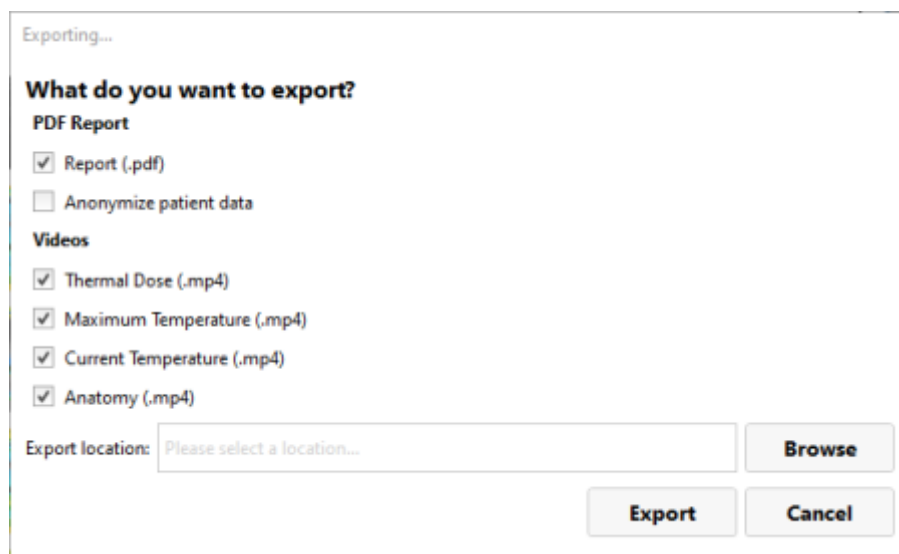 Exporting...
What do you want to export?
PDF Report
Report (.pdf)
Anonymize patient data
Videos
Thermal Dose (.mp4)
Maximum Temperature (.mp4)
Current Temperature (.mp4)
Anatomy (.mp4)
Export location: Please select a location... Browse
Export Cancel